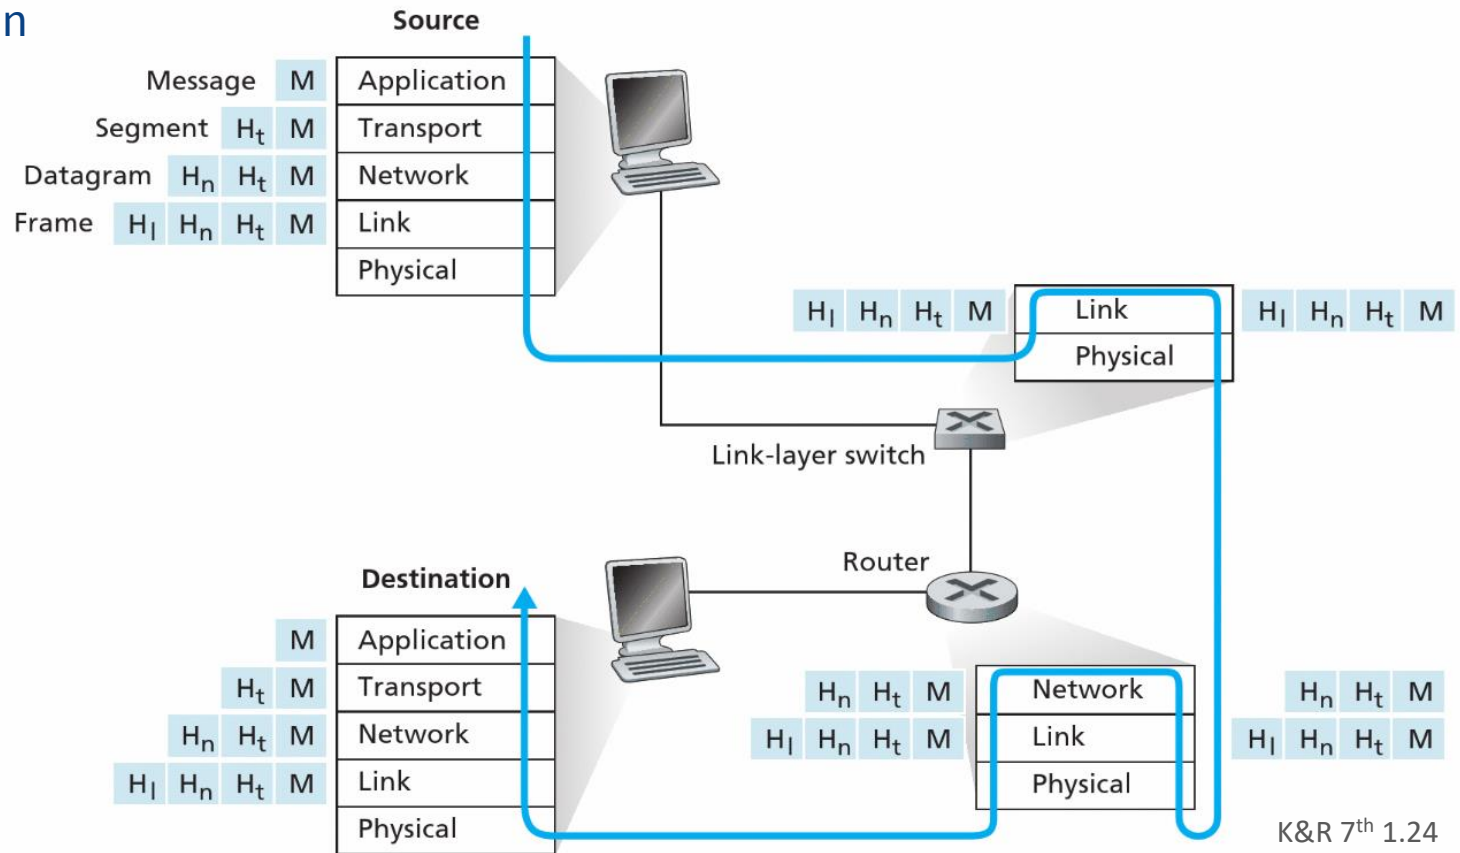 n
Source
Message M Application
Segment Ht M Transport
Datagram Hn Ht M Network
Frame Hl Hn Ht M Link
Physical
Hl Hn Ht M Link Hl Hn Ht M
Physical
Link-layer switch
Router
Destination
M Application
Ht M Transport
Hn Ht M Network
Hl Hn Ht M Link
Physical
Hn Ht M Network Hn Ht M
Hl Hn Ht M Link Hl Hn Ht M
Physical
K&R 7th 1.24